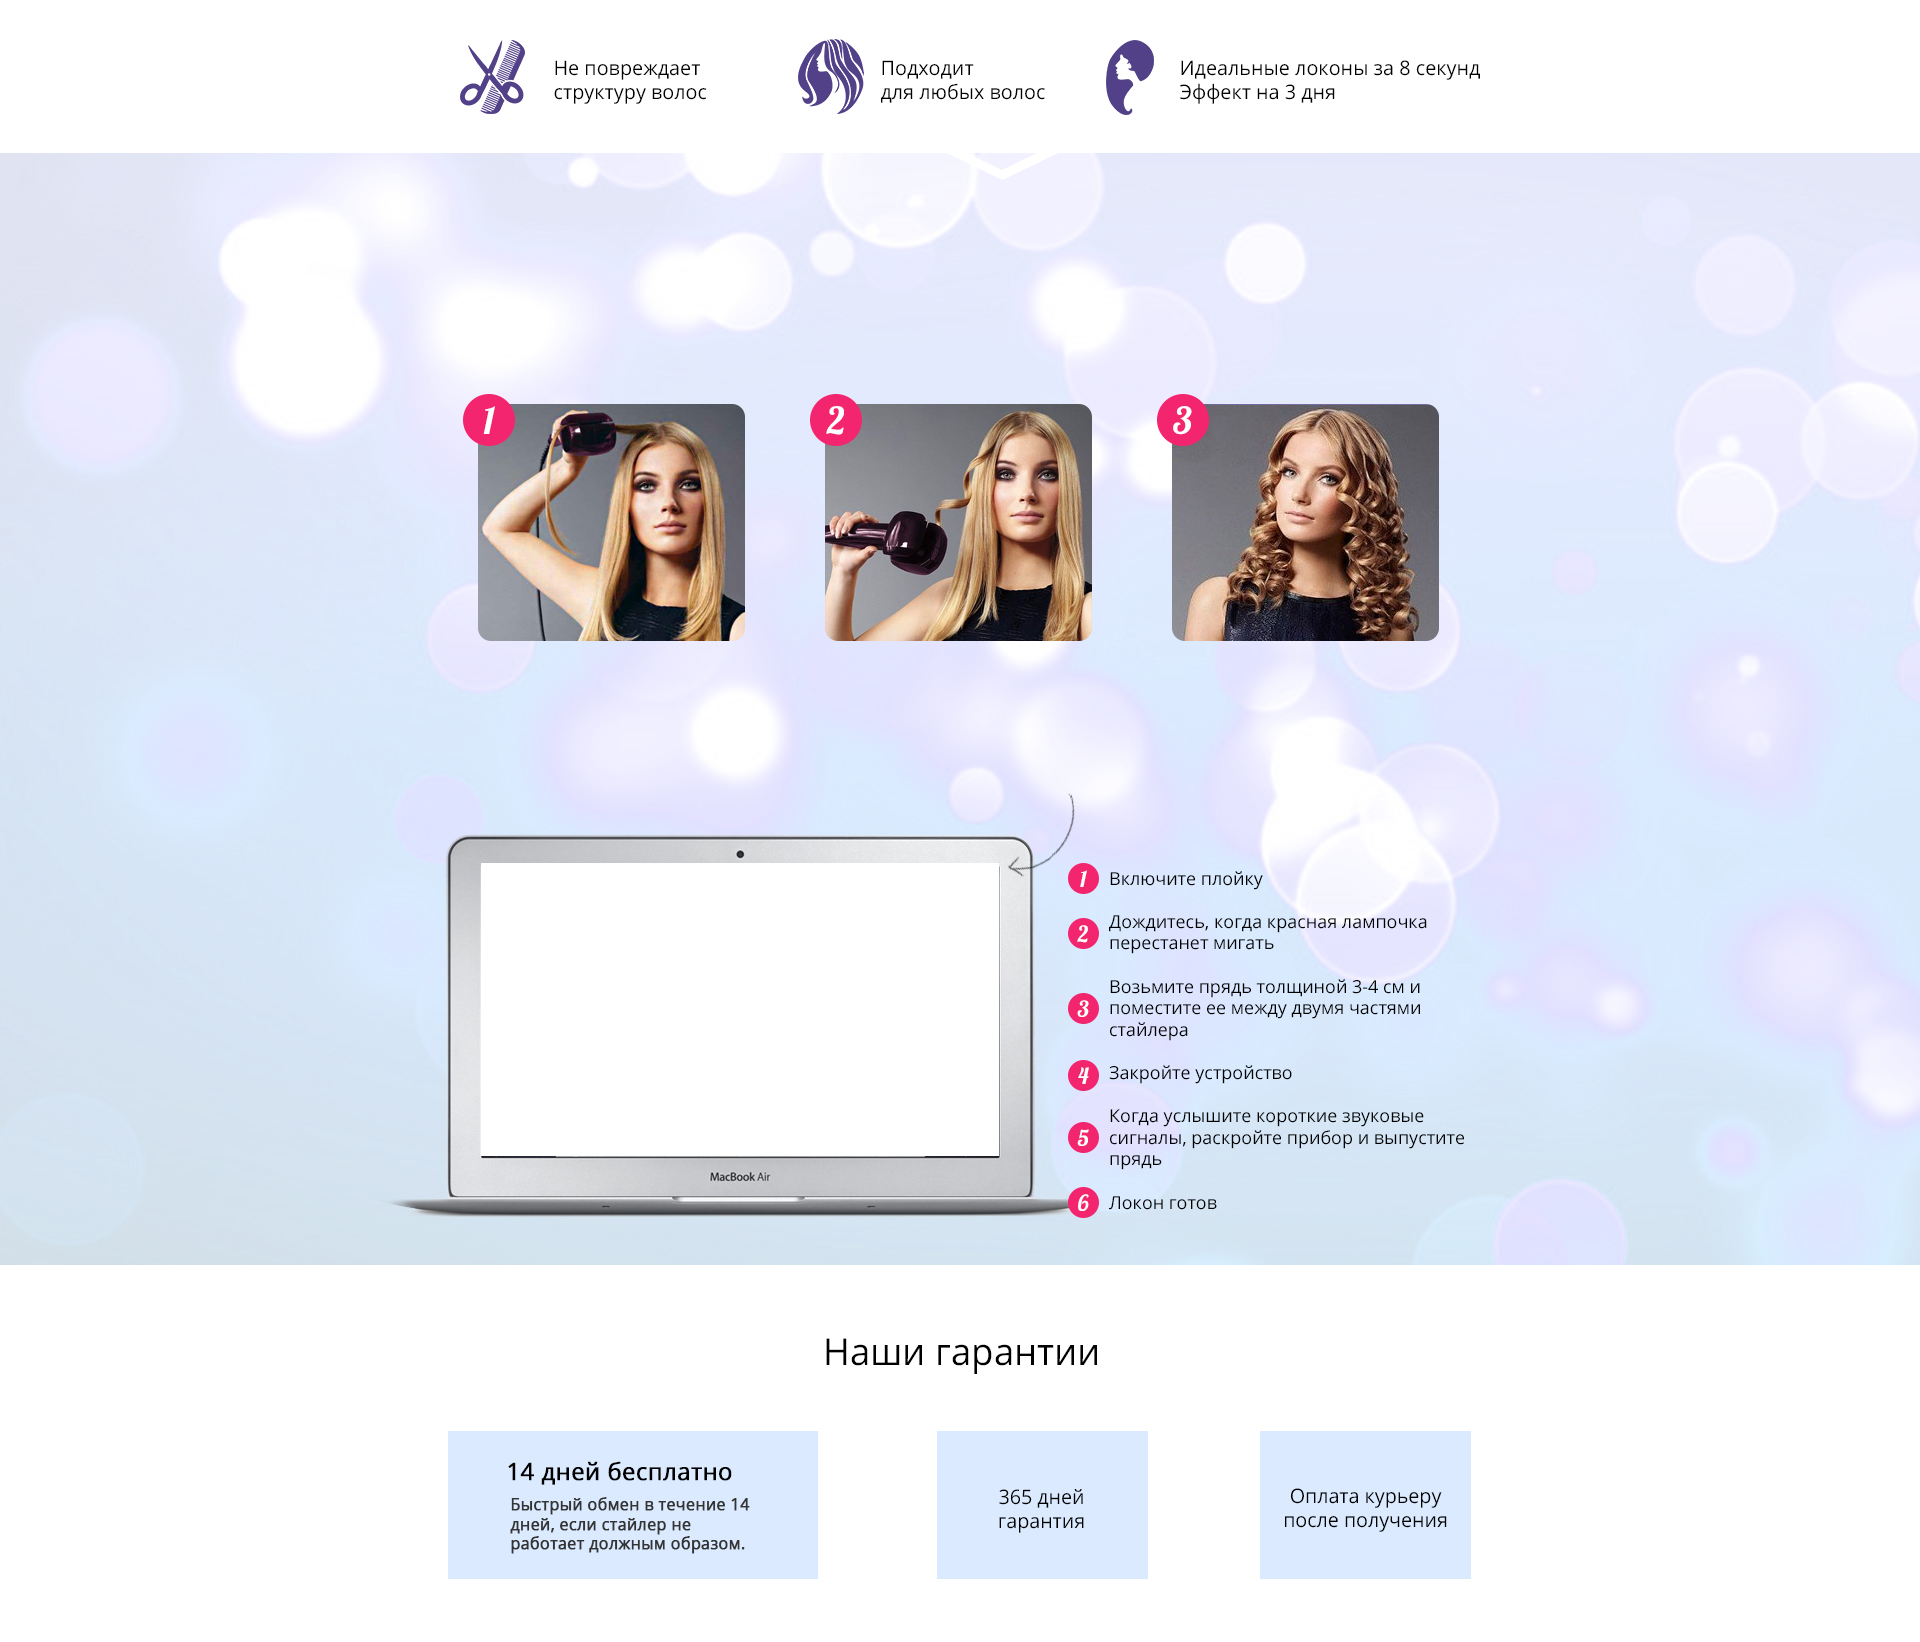 Не повреждает
структуру волос
Подходит
для любых волос
Идеальные локоны за 8 секунд
Эффект на 3 дня
1
2
3
1 Включите плойку
2 Дождитесь, когда красная лампочка
перестанет мигать
3 Возьмите прядь толщиной 3-4 см и
поместите ее между двумя частями
стайлера
4 Закройте устройство
5 Когда услышите короткие звуковые
сигналы, раскройте прибор и выпустите
прядь
6 Локон готов
MacBook Air
Наши гарантии
14 дней бесплатно
Быстрый обмен в течение 14
дней, если стайлер не
работает должным образом.
365 дней
гарантия
Оплата курьеру
после получения